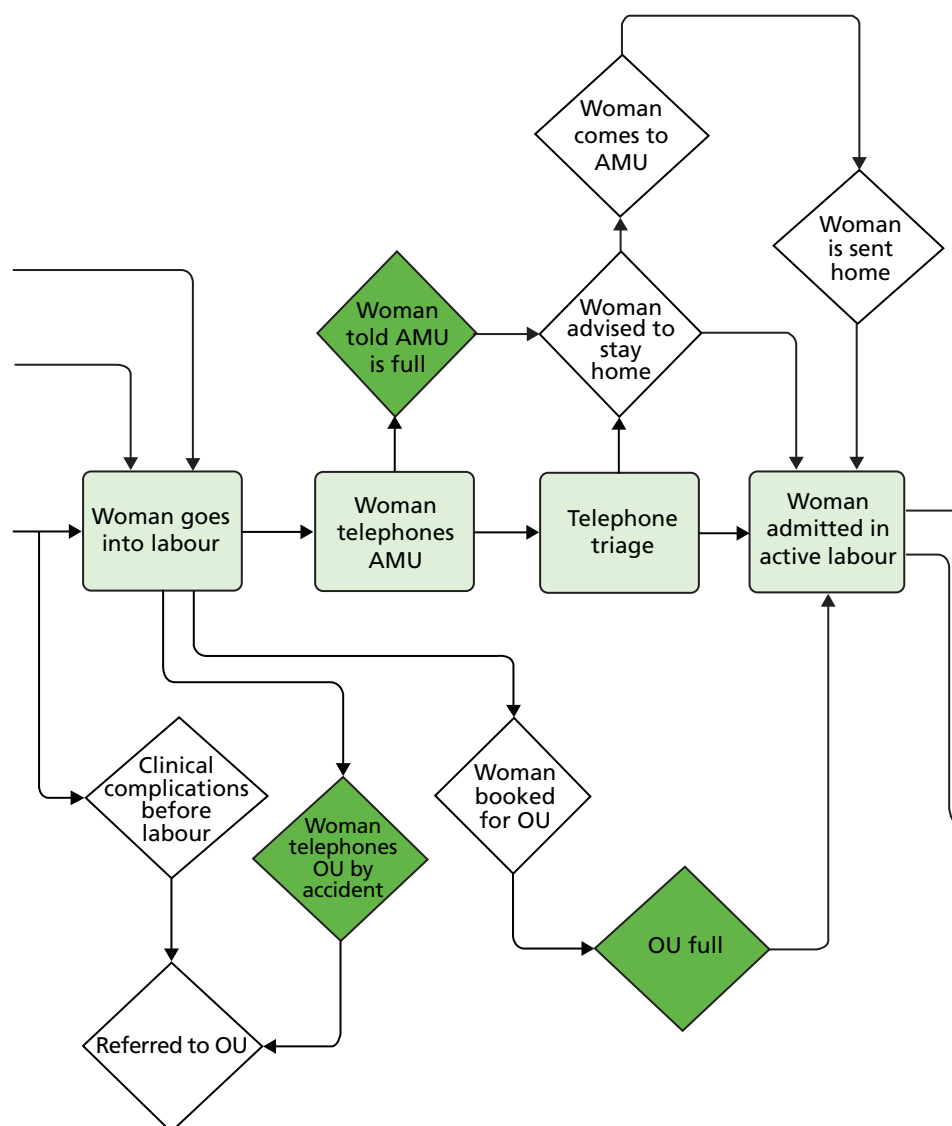 Woman
comes to
AMU
Woman
is sent
home
Woman
told AMU
is full
Woman
advised to
stay
home
Woman goes
into labour
Woman
telephones
AMU
Telephone
triage
Woman
admitted in
active labour
Clinical
complications
before
labour
Woman
telephones
OU by
accident
Woman
booked
for OU
OU full
Referred to OU